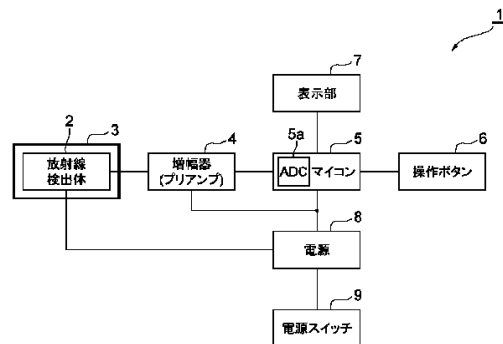 1
7
表示部
2
3
放射線
検出体
4
増幅器
(プリアンプ)
5a
5
ADC マイコン
6
操作ボタン
8
電源
9
電源スイッチ